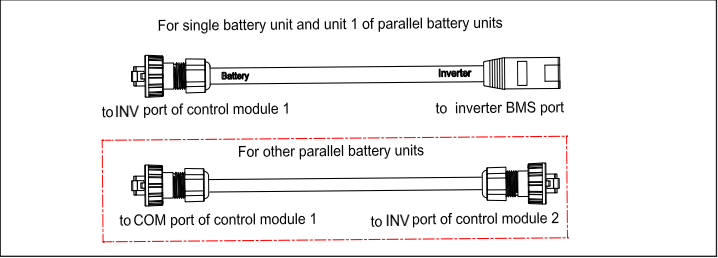 For single battery unit and unit 1 of parallel battery units
Battery Inverter
to INV port of control module 1 to inverter BMS port
For other parallel battery units
to COM port of control module 1 to INV port of control module 2